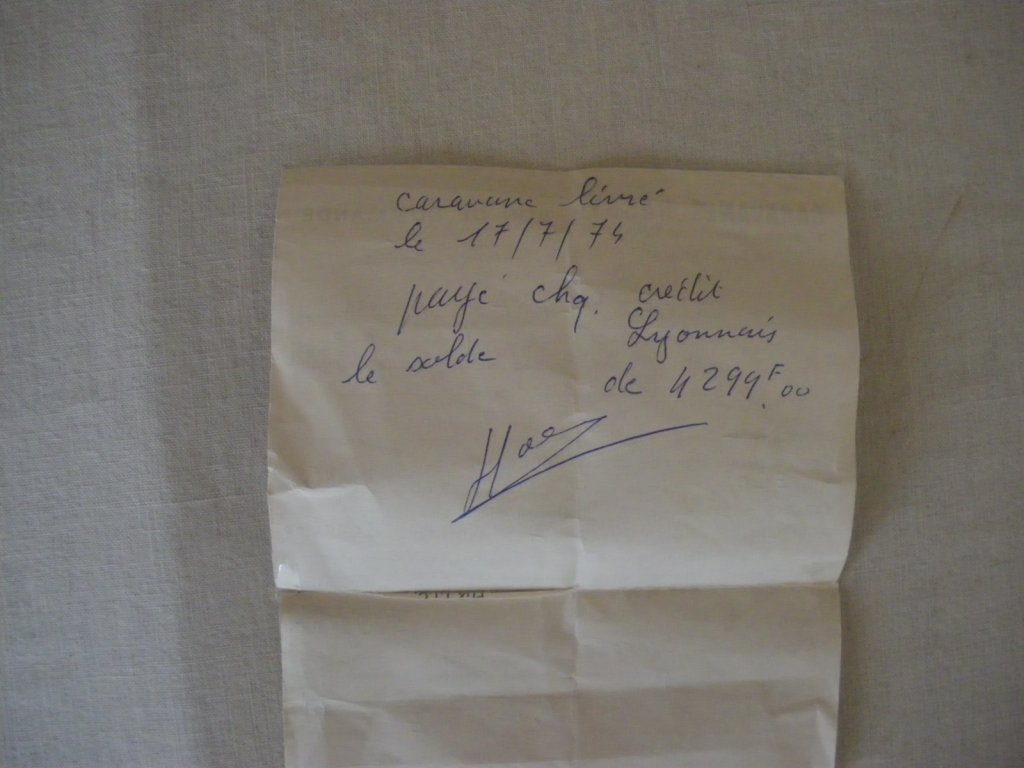 caravane livré
le 17/7/74
payé chq. crédit
Lyonnais
le solde de 4299F.00